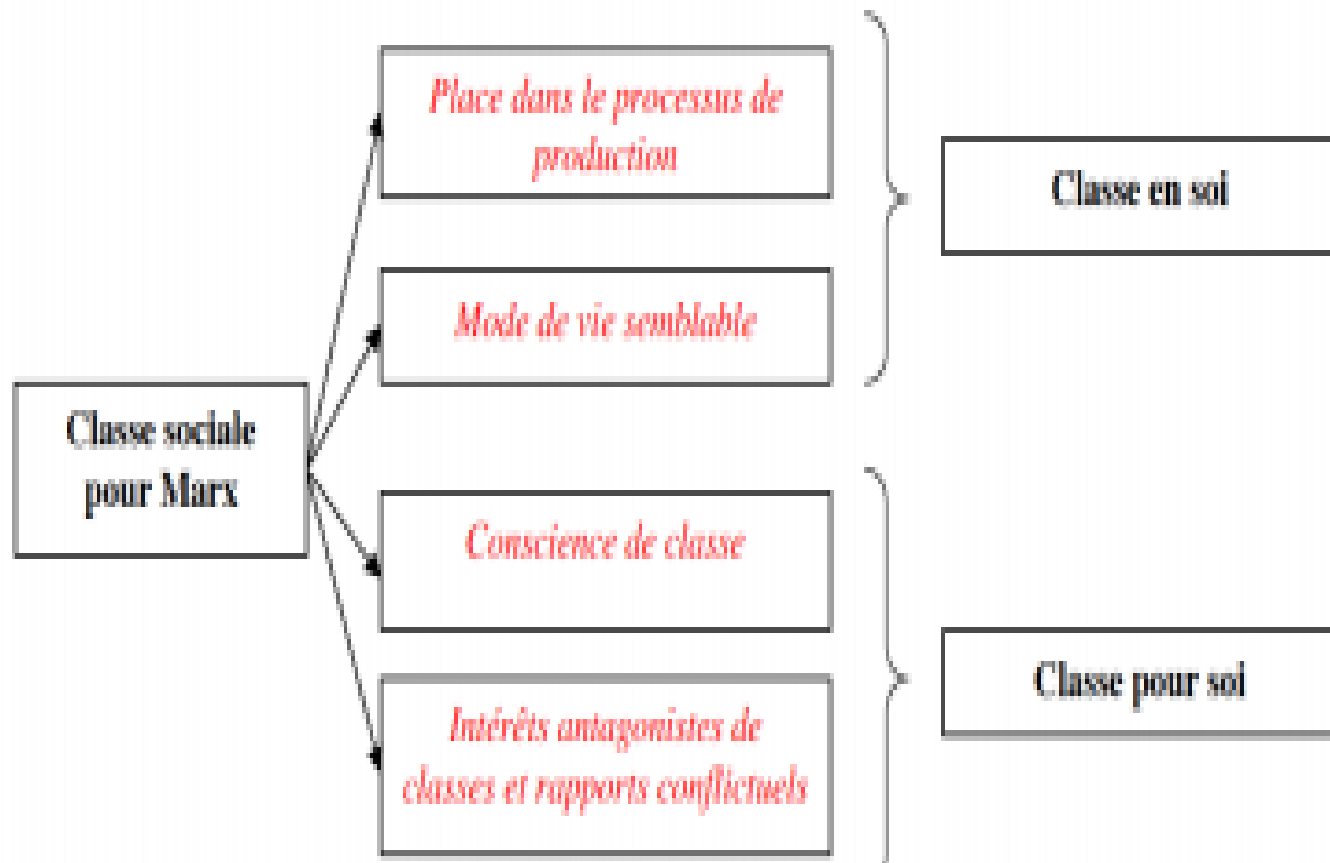 Place dans le processus de
production
Classe en soi
Mode de vie semblable
Classe sociale
pour Marx
Conscience de classe
Classe pour soi
Intérêts antagonistes de
classes et rapports conflictuels